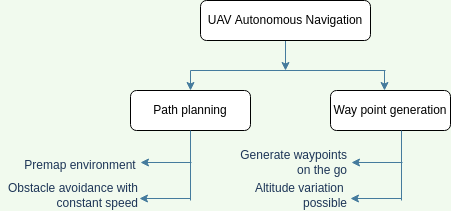 UAV Autonomous Navigation
Path planning
Way point generation
Premap environment
Obstacle avoidance with
constant speed
Generate waypoints
on the go
Altitude variation
possible